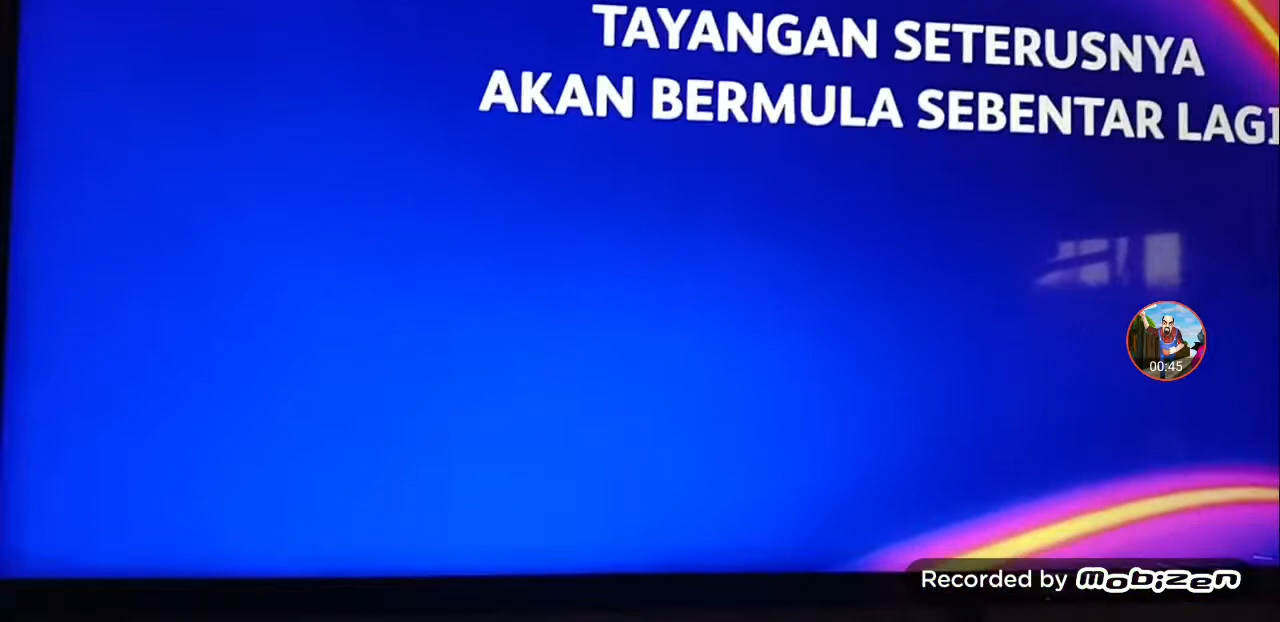 TAYANGAN SETERUSNYA
AKAN BERMULA SEBENTAR LAGI
00:45
Recorded by Mobizen